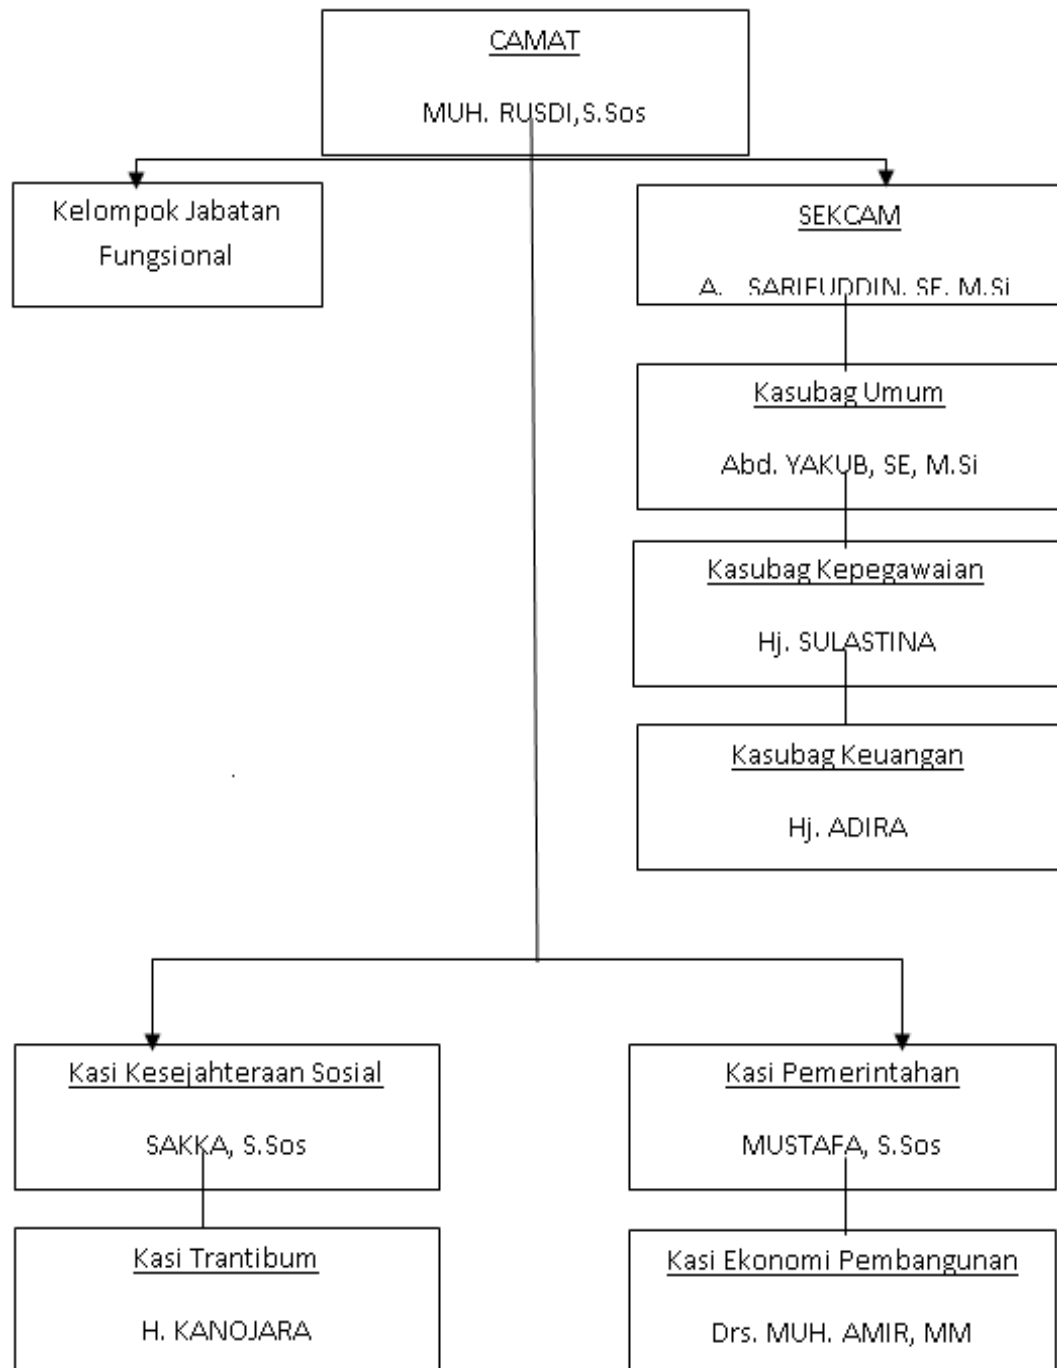 CAMAT
MUH. RUSDI,S.Sos
Kelompok Jabatan
Fungsional
SEKCAM
A. SARIFUDDIN, SE, M.Si
Kasubag Umum
Abd. YAKUB, SE, M.Si
Kasubag Kepegawaian
Hj. SULASTINA
Kasubag Keuangan
Hj. ADIRA
Kasi Kesejahteraan Sosial
SAKKA, S.Sos
Kasi Pemerintahan
MUSTAFA, S.Sos
Kasi Trantibum
H. KANOJARA
Kasi Ekonomi Pembangunan
Drs. MUH. AMIR, MM